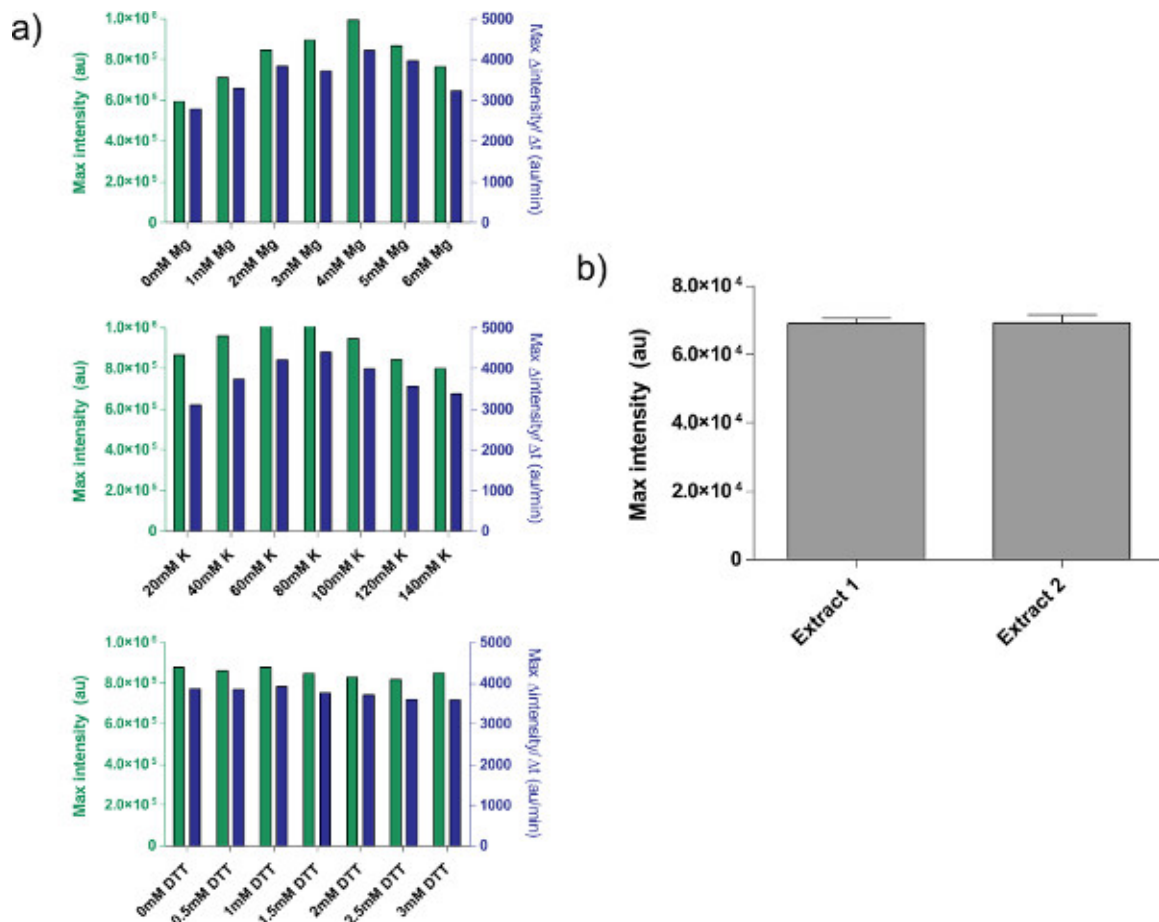 a)
Max intensity (au)
1.0×10⁶
8.0×10⁵
6.0×10⁵
4.0×10⁵
2.0×10⁵
0
5000
4000
3000
2000
1000
0
Max Δintensity/ Δt (au/min)
0mM Mg
1mM Mg
2mM Mg
3mM Mg
4mM Mg
5mM Mg
6mM Mg
Max intensity (au)
1.0×10⁶
8.0×10⁵
6.0×10⁵
4.0×10⁵
2.0×10⁵
0
5000
4000
3000
2000
1000
0
Max Δintensity/ Δt (au/min)
20mM K
40mM K
60mM K
80mM K
100mM K
120mM K
140mM K
Max intensity (au)
1.0×10⁶
8.0×10⁵
6.0×10⁵
4.0×10⁵
2.0×10⁵
0
5000
4000
3000
2000
1000
0
Max Δintensity/ Δt (au/min)
0mM DTT
0.5mM DTT
1mM DTT
1.5mM DTT
2mM DTT
2.5mM DTT
3mM DTT
b)
Max intensity (au)
8.0×10⁴
6.0×10⁴
4.0×10⁴
2.0×10⁴
0
Extract 1
Extract 2